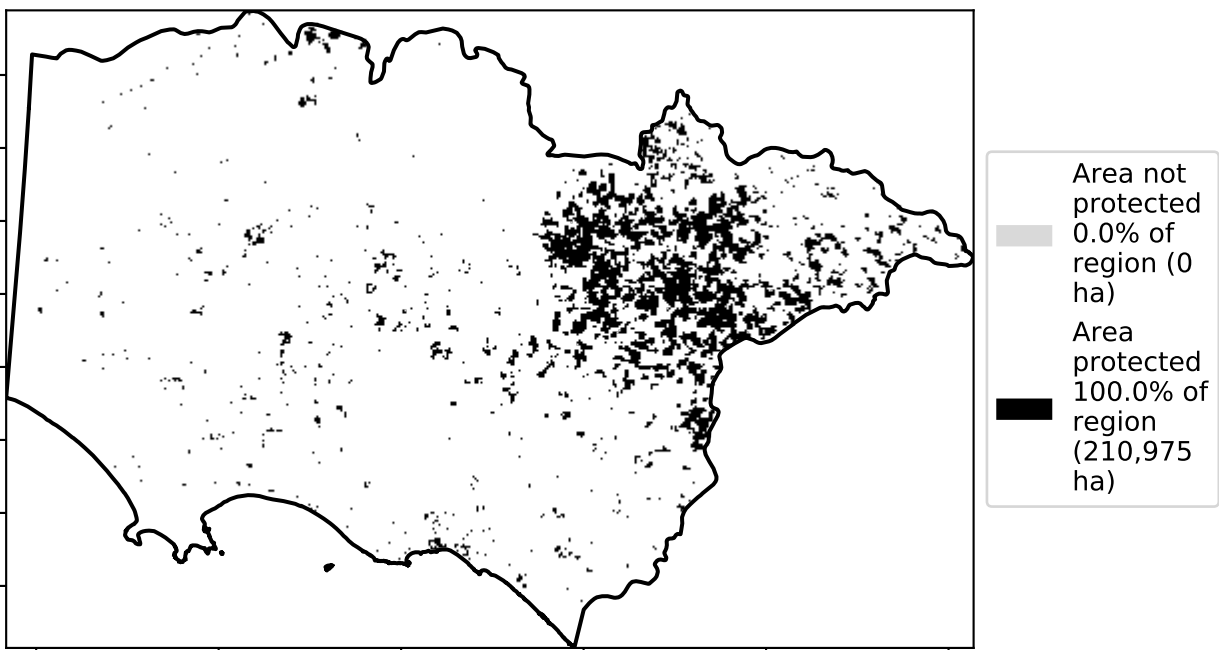 Area not
protected
0.0% of
region (0
ha)
Area
protected
100.0% of
region
(210,975
ha)